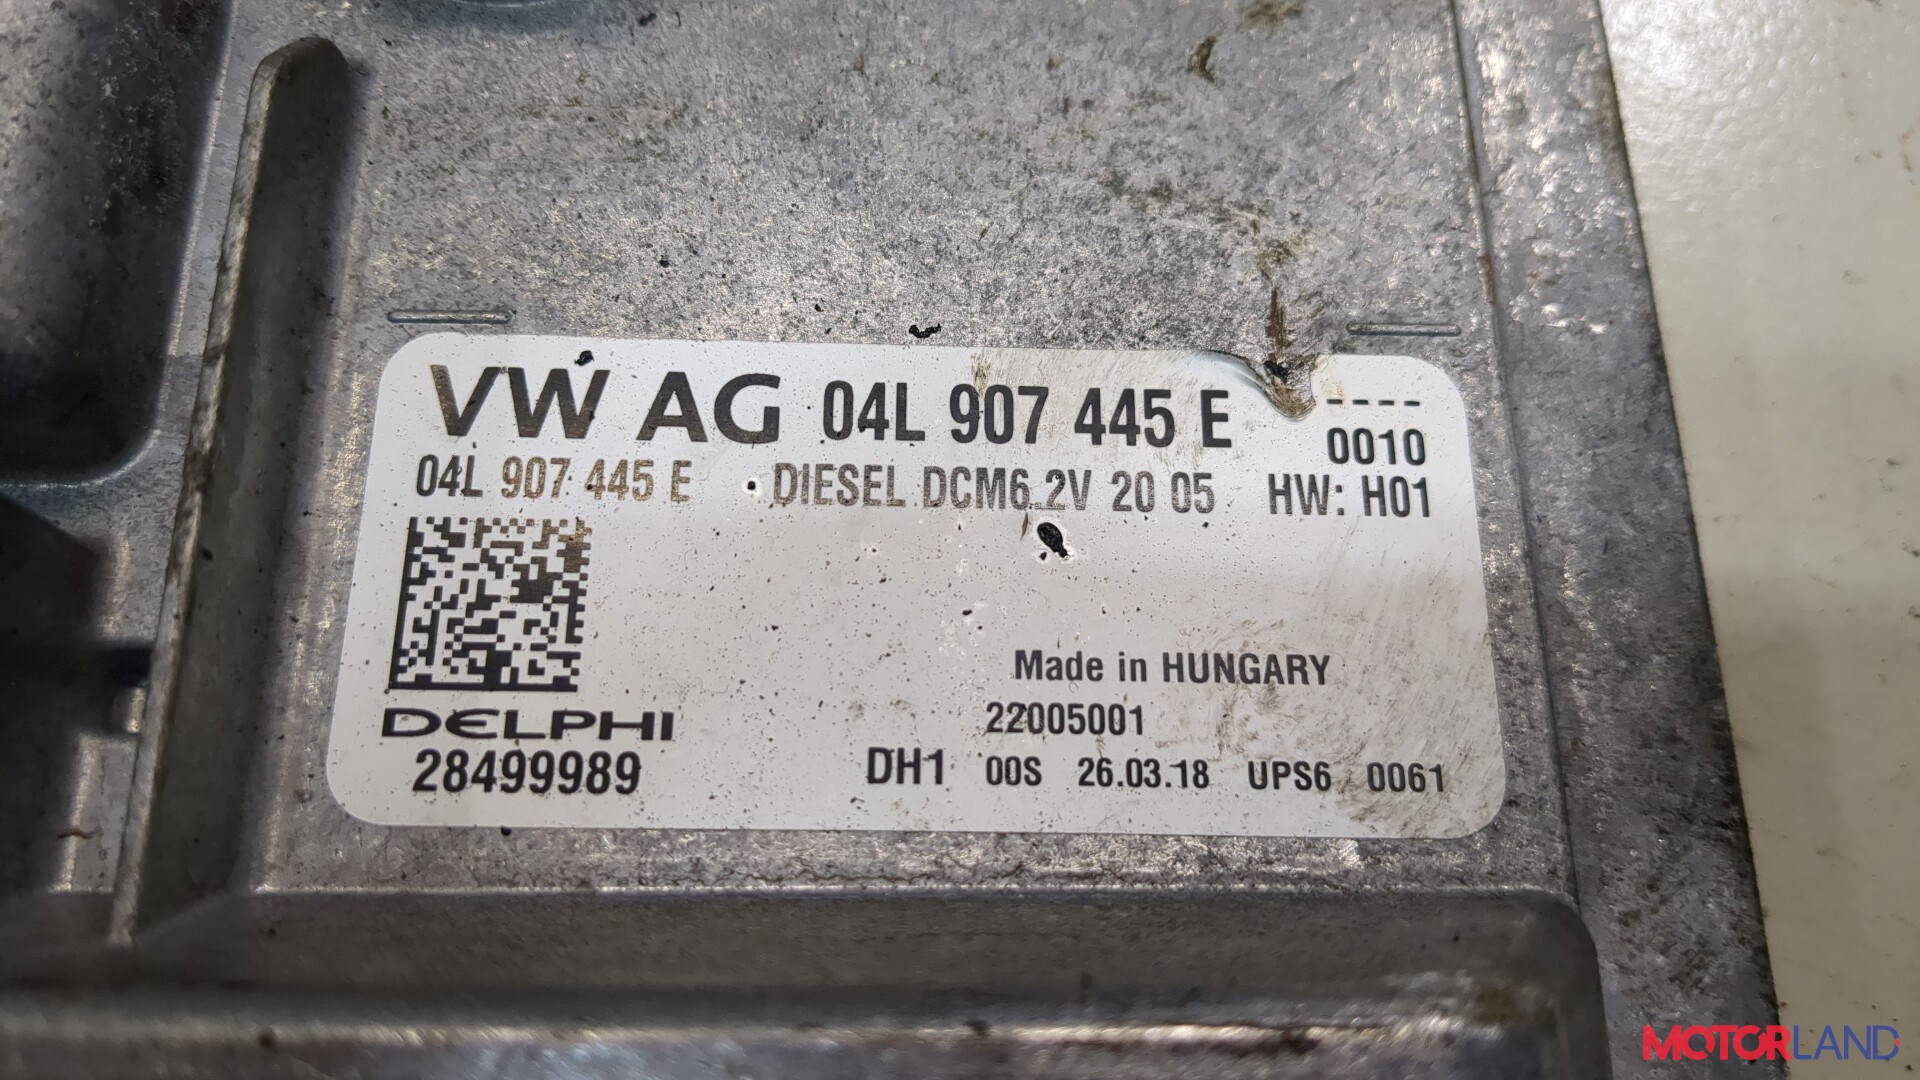 VW AG 04L 907 445 E ----
0010
04L 907 445 E DIESEL DCM6.2V 20 05 HW: H01
Made in HUNGARY
DELPHI 22005001
28499989 DH1 00S 26.03.18 UPS6 0061
MOTORLAND